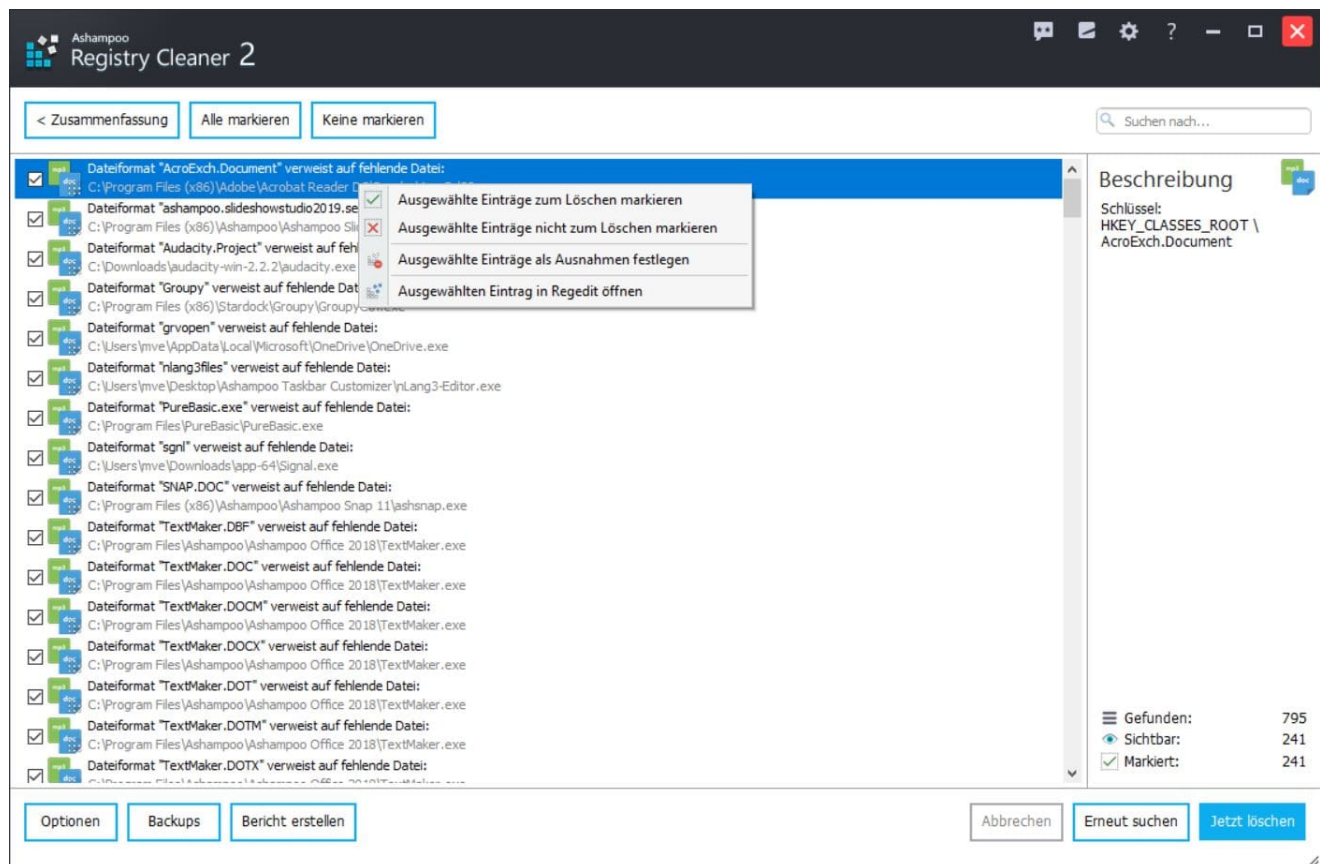 Ashampoo
Registry Cleaner 2
?
< Zusammenfassung
Alle markieren
Keine markieren
Suchen nach...
Dateiformat "AcroExch.Document" verweist auf fehlende Datei:
C:\Program Files (x86)\Adobe\Acrobat Reader
Dateiformat "ashampoo.slideshowstudio2019.se
C:\Program Files (x86)\Ashampoo\Ashampoo
Dateiformat "Audacity.Project" verweist auf
C:\Downloads\audacity-win-2.2.2\audacity.exe
Dateiformat "Groupy" verweist auf fehlende
C:\Program Files (x86)\Stardock\Groupy\
Dateiformat "grvopen" verweist auf fehlende Datei:
C:\Users\mve\AppData\Local\Microsoft\OneDrive\OneDrive.exe
Dateiformat "nlang3files" verweist auf fehlende Datei:
C:\Users\mve\Desktop\Ashampoo Taskbar Customizer\nLang3-Editor.exe
Dateiformat "PureBasic.exe" verweist auf fehlende Datei:
C:\Program Files\PureBasic\PureBasic.exe
Dateiformat "sgnl" verweist auf fehlende Datei:
C:\Users\mve\Downloads\app-64\Signal.exe
Dateiformat "SNAP.DOC" verweist auf fehlende Datei:
C:\Program Files (x86)\Ashampoo\Ashampoo Snap 11\ashsnap.exe
Dateiformat "TextMaker.DBF" verweist auf fehlende Datei:
C:\Program Files\Ashampoo\Ashampoo Office 2018\TextMaker.exe
Dateiformat "TextMaker.DOC" verweist auf fehlende Datei:
C:\Program Files\Ashampoo\Ashampoo Office 2018\TextMaker.exe
Dateiformat "TextMaker.DOCM" verweist auf fehlende Datei:
C:\Program Files\Ashampoo\Ashampoo Office 2018\TextMaker.exe
Dateiformat "TextMaker.DOCX" verweist auf fehlende Datei:
C:\Program Files\Ashampoo\Ashampoo Office 2018\TextMaker.exe
Dateiformat "TextMaker.DOT" verweist auf fehlende Datei:
C:\Program Files\Ashampoo\Ashampoo Office 2018\TextMaker.exe
Dateiformat "TextMaker.DOTM" verweist auf fehlende Datei:
C:\Program Files\Ashampoo\Ashampoo Office 2018\TextMaker.exe
Dateiformat "TextMaker.DOTX" verweist auf fehlende Datei:
Ausgewählte Einträge zum Löschen markieren
Ausgewählte Einträge nicht zum Löschen markieren
Ausgewählte Einträge als Ausnahmen festlegen
Ausgewählten Eintrag in Regedit öffnen
Beschreibung
Schlüssel:
HKEY_CLASSES_ROOT \
AcroExch.Document
Gefunden: 795
Sichtbar: 241
Markiert: 241
Optionen
Backups
Bericht erstellen
Abbrechen
Erneut suchen
Jetzt löschen